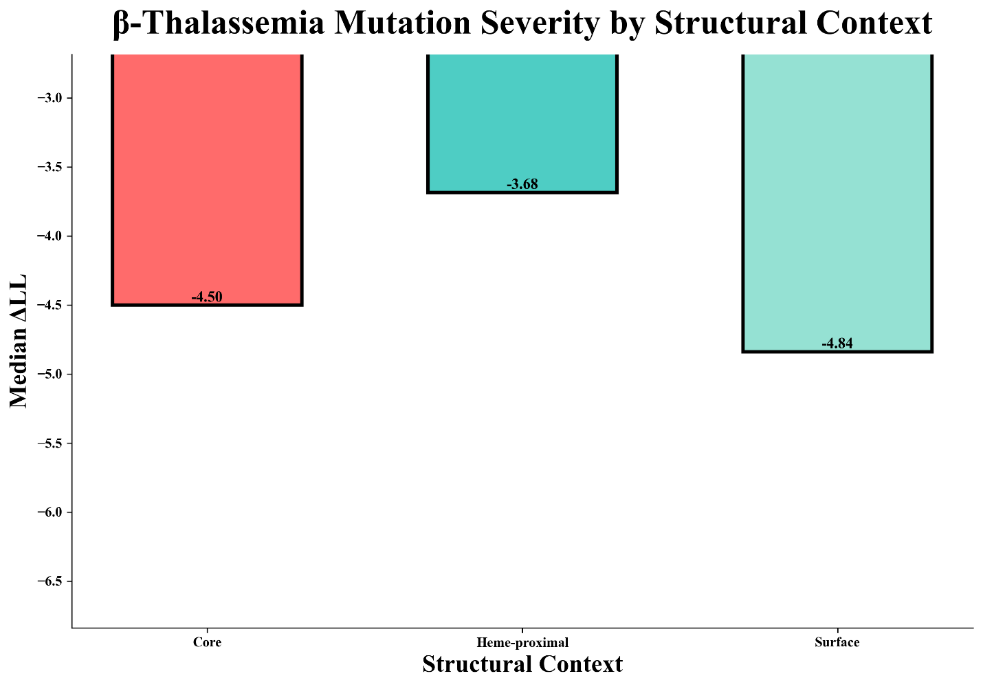 β-Thalassemia Mutation Severity by Structural Context
Median ΔLL
−3.0
−3.5
−4.0
−4.5
−5.0
−5.5
−6.0
−6.5
-4.50
-3.68
-4.84
Core
Heme-proximal
Surface
Structural Context